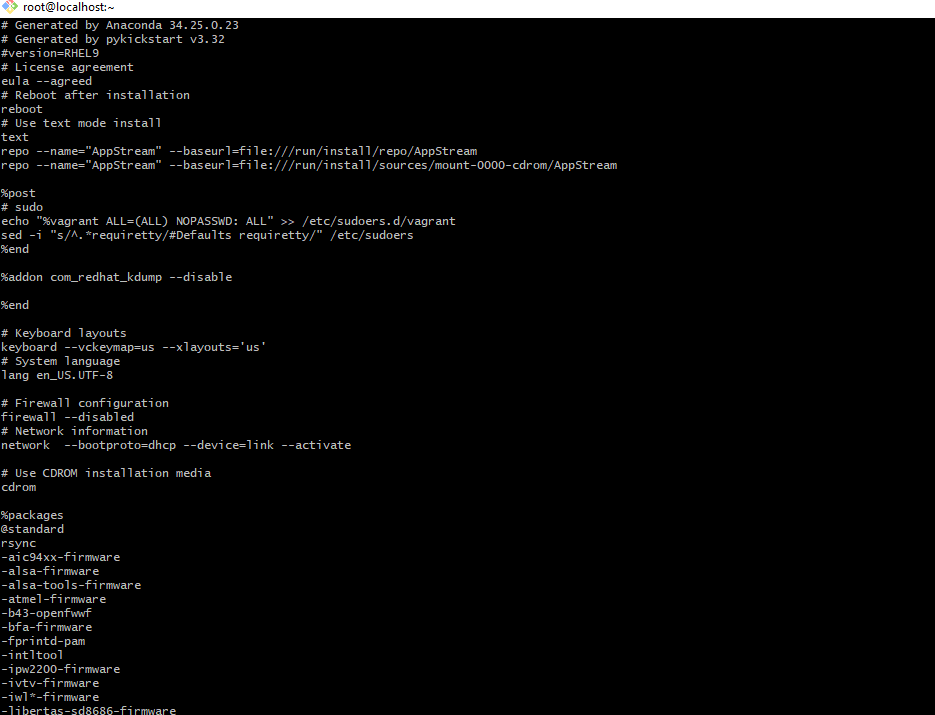 root@localhost:~
# Generated by Anaconda 34.25.0.23
# Generated by pykickstart v3.32
#version=RHEL9
# License agreement
eula --agreed
# Reboot after installation
reboot
# Use text mode install
text
repo --name="AppStream" --baseurl=file:///run/install/repo/AppStream
repo --name="AppStream" --baseurl=file:///run/install/sources/mount-0000-cdrom/AppStream
%post
# sudo
echo "%vagrant ALL=(ALL) NOPASSWD: ALL" >> /etc/sudoers.d/vagrant
sed -i "s/^.*requiretty/#Defaults requiretty/" /etc/sudoers
%end
%addon com_redhat_kdump --disable
%end
# Keyboard layouts
keyboard --vckeymap=us --xlayouts='us'
# System language
lang en_US.UTF-8
# Firewall configuration
firewall --disabled
# Network information
network  --bootproto=dhcp --device=link --activate
# Use CDROM installation media
cdrom
%packages
@standard
rsync
-aic94xx-firmware
-alsa-firmware
-alsa-tools-firmware
-atmel-firmware
-b43-openfwwf
-bfa-firmware
-fprintd-pam
-intltool
-ipw2200-firmware
-ivtv-firmware
-iwl*-firmware
-libertas-sd8686-firmware